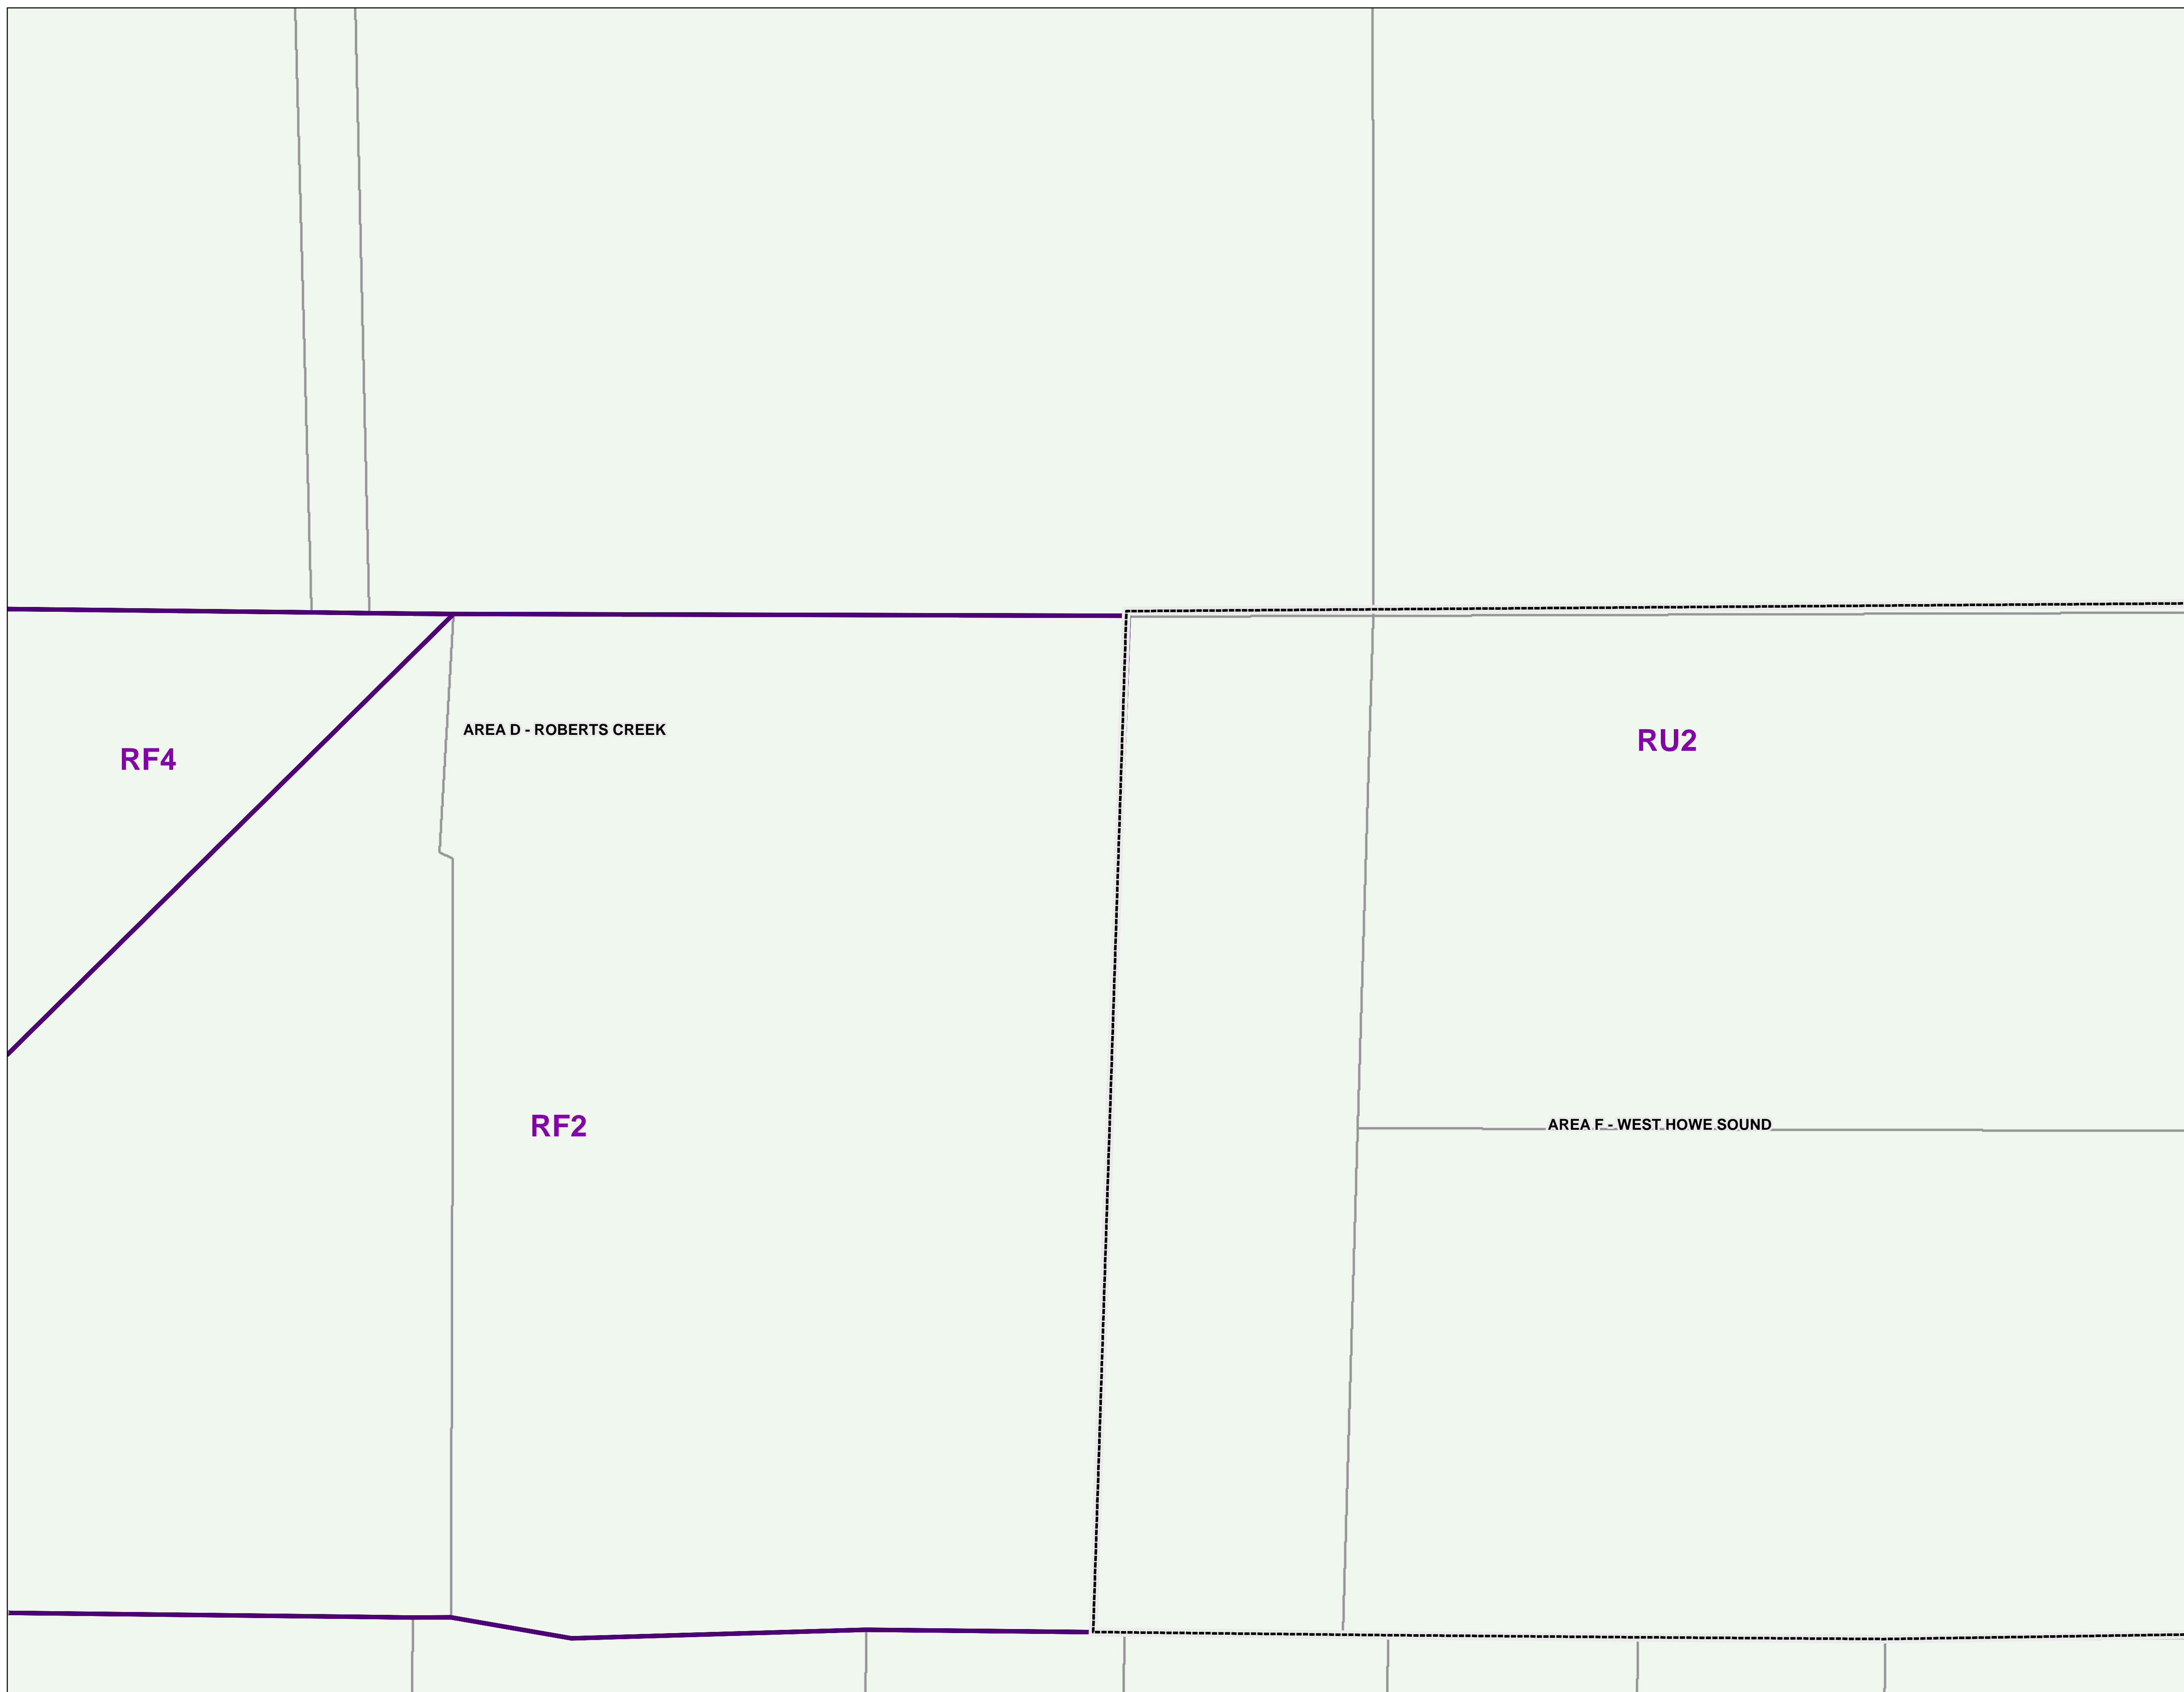 AREA D - ROBERTS CREEK
RU2
RF4
RF2
AREA F - WEST HOWE SOUND